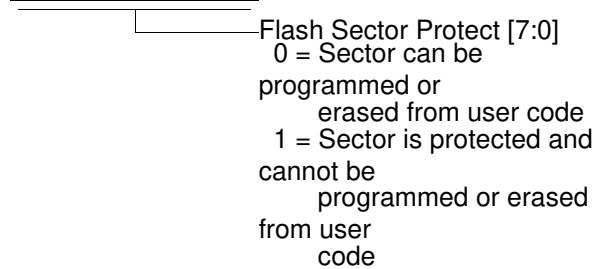 Flash Sector Protect [7:0]
0 = Sector can be
programmed or
erased from user code
1 = Sector is protected and
cannot be
programmed or erased
from user
code